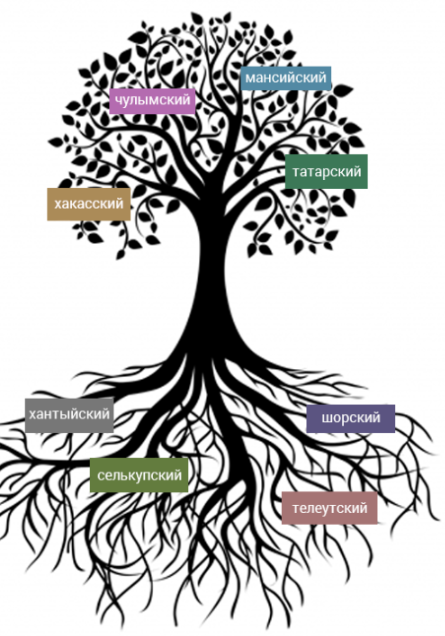 мансийский
чулымский
татарский
хакасский
хантыйский
шорский
селькупский
телеутский